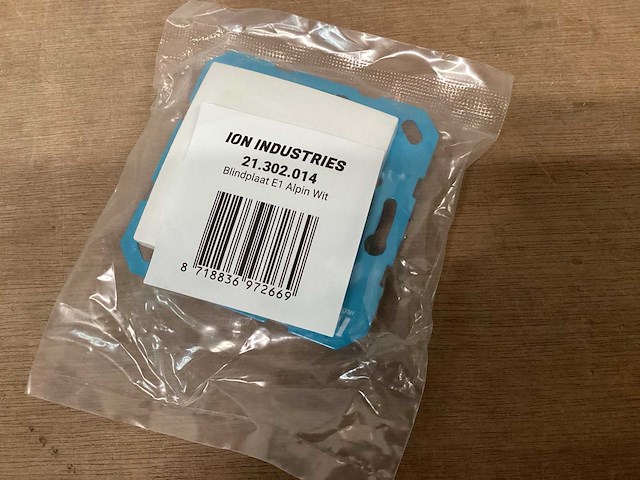 ION INDUSTRIES
21.302.014
Blindplaat E1 Alpin Wit
8 718836 972669